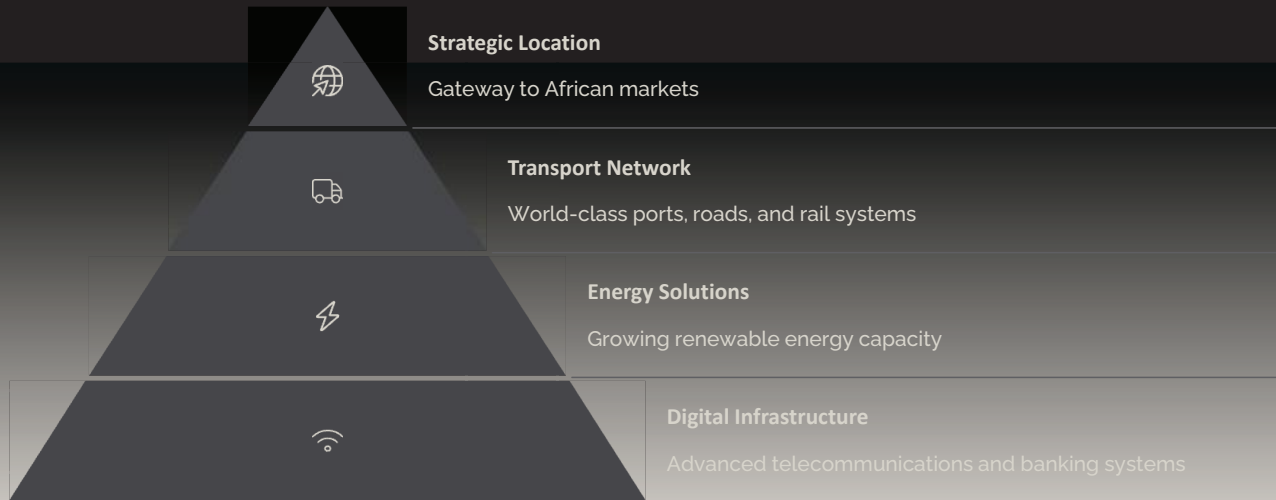 Strategic Location
Gateway to African markets
Transport Network
World-class ports, roads, and rail systems
Energy Solutions
Growing renewable energy capacity
Digital Infrastructure
Advanced telecommunications and banking systems